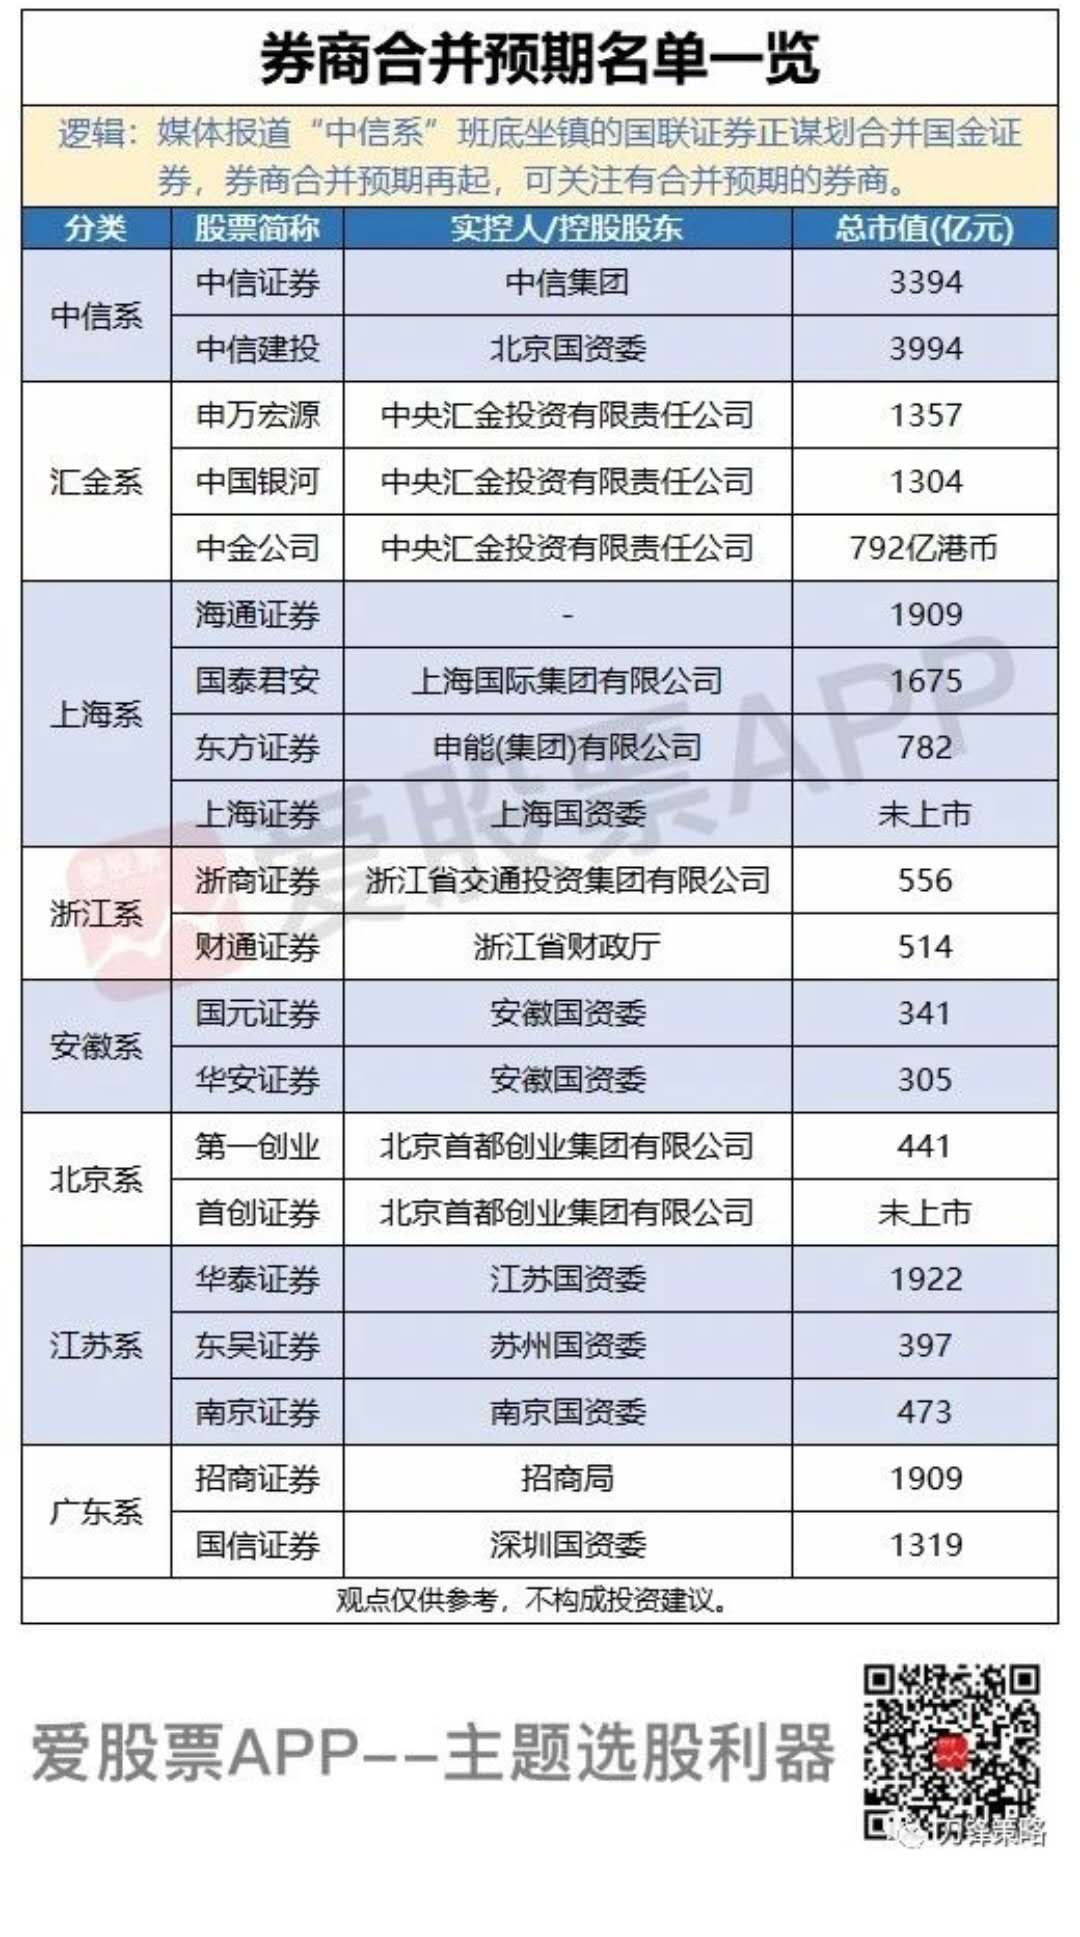 券商合并预期名单一览
逻辑：媒体报道“中信系”班底坐镇的国联证券正谋划合并国金证
券，券商合并预期再起，可关注有合并预期的券商。
分类 股票简称 实控人/控股股东 总市值(亿元)
中信系
中信证券 中信集团 3394
中信建投 北京国资委 3994
汇金系
申万宏源 中央汇金投资有限责任公司 1357
中国银河 中央汇金投资有限责任公司 1304
中金公司 中央汇金投资有限责任公司 792亿港币
上海系
海通证券 - 1909
国泰君安 上海国际集团有限公司 1675
东方证券 申能(集团)有限公司 782
上海证券 上海国资委 未上市
浙江系
浙商证券 浙江省交通投资集团有限公司 556
财通证券 浙江省财政厅 514
安徽系
国元证券 安徽国资委 341
华安证券 安徽国资委 305
北京系
第一创业 北京首都创业集团有限公司 441
首创证券 北京首都创业集团有限公司 未上市
江苏系
华泰证券 江苏国资委 1922
东吴证券 苏州国资委 397
南京证券 南京国资委 473
广东系
招商证券 招商局 1909
国信证券 深圳国资委 1319
观点仅供参考，不构成投资建议。
爱股票APP
爱股票APP--主题选股利器
刀锋策略